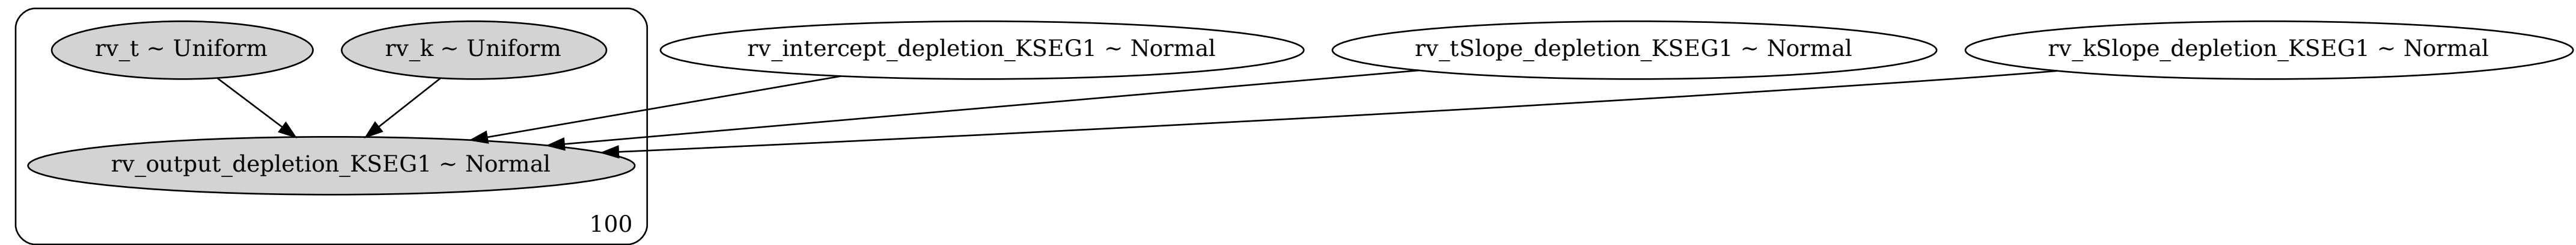 rv_t ~ Uniform
rv_k ~ Uniform
rv_intercept_depletion_KSEG1 ~ Normal
rv_tSlope_depletion_KSEG1 ~ Normal
rv_kSlope_depletion_KSEG1 ~ Normal
rv_output_depletion_KSEG1 ~ Normal
100